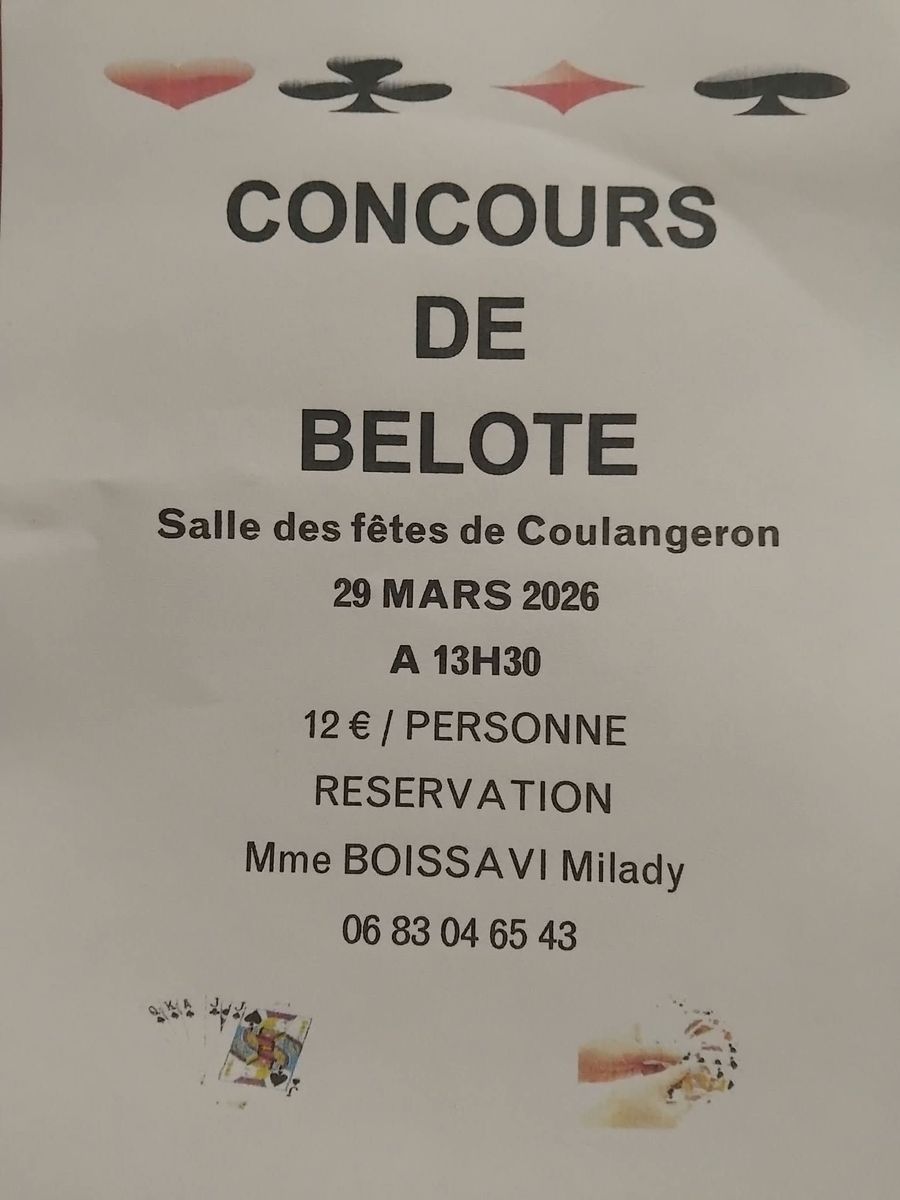 CONCOURS
DE
BELOTE
Salle des fêtes de Coulangeron
29 MARS 2026
A 13H30
12 € / PERSONNE
RESERVATION
Mme BOISSAVI Milady
06 83 04 65 43
Q K A J J